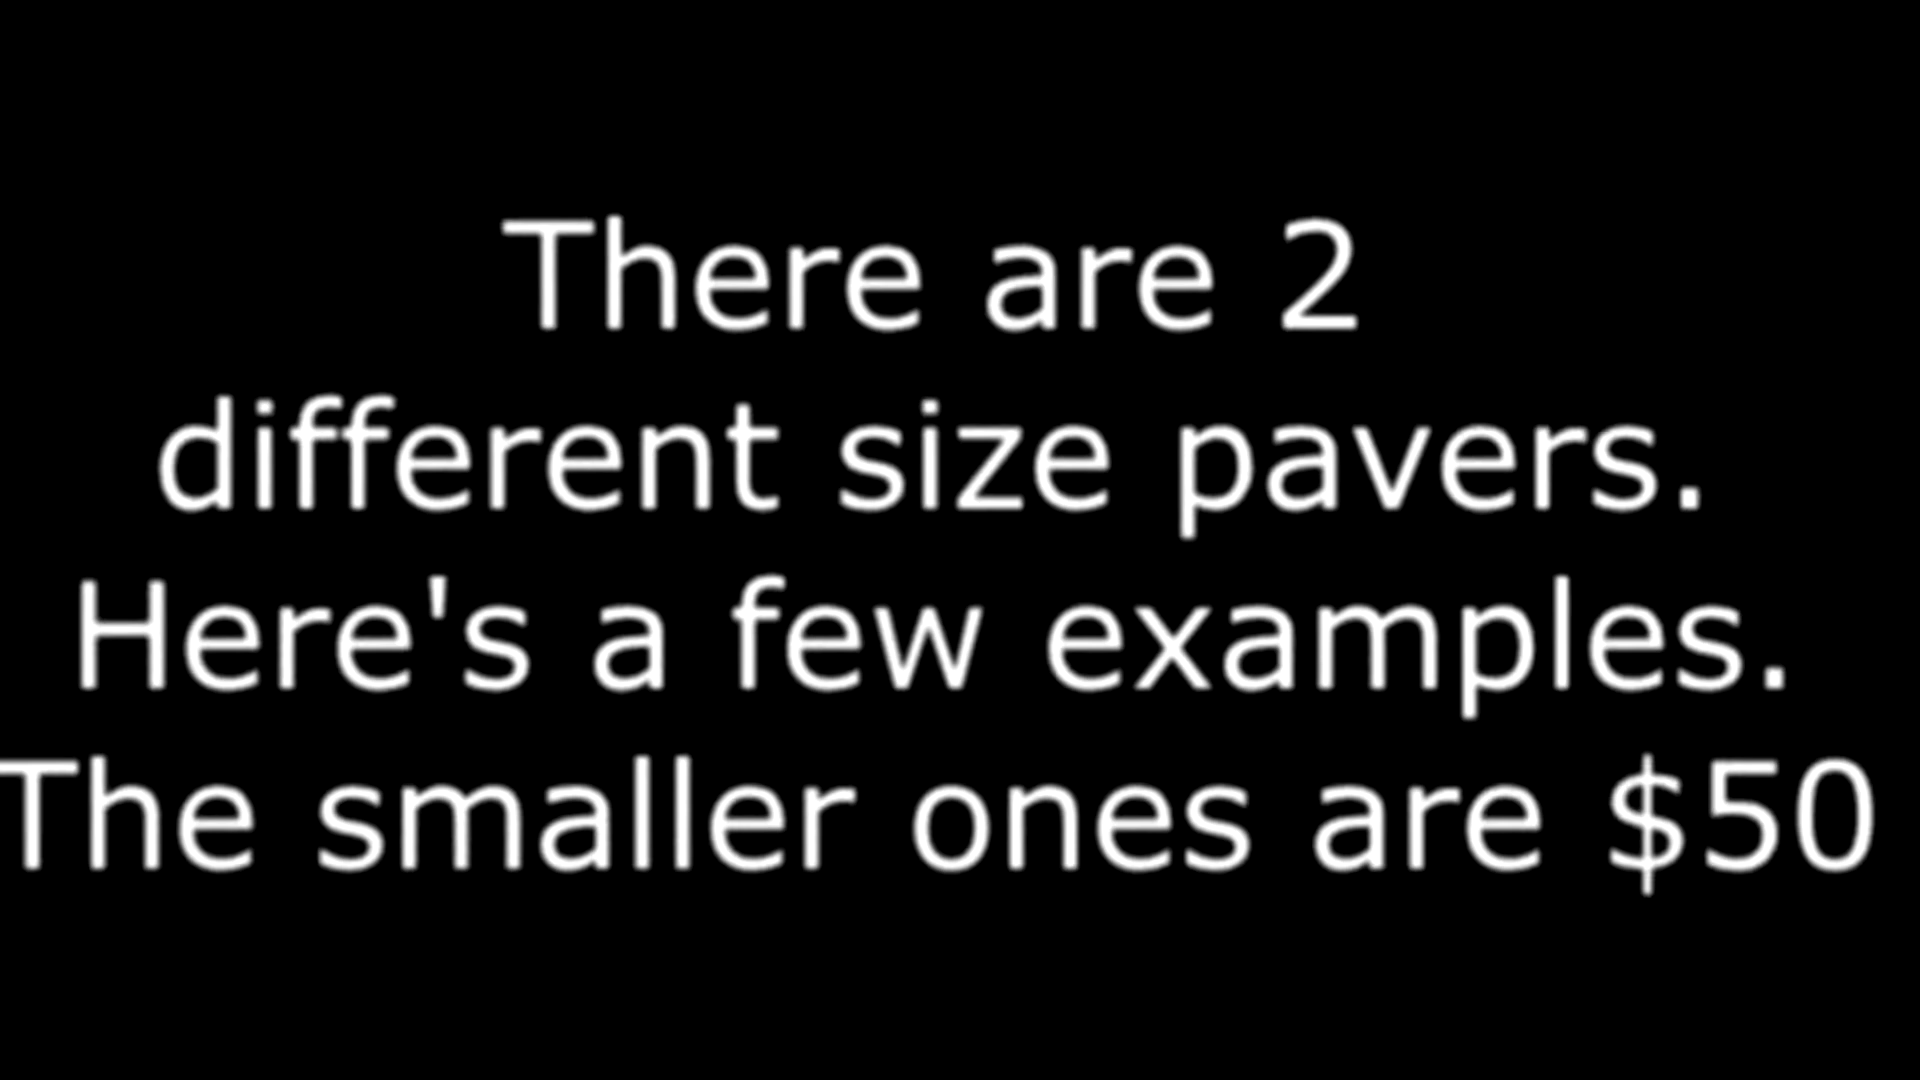 There are 2
different size pavers.
Here's a few examples.
The smaller ones are $50